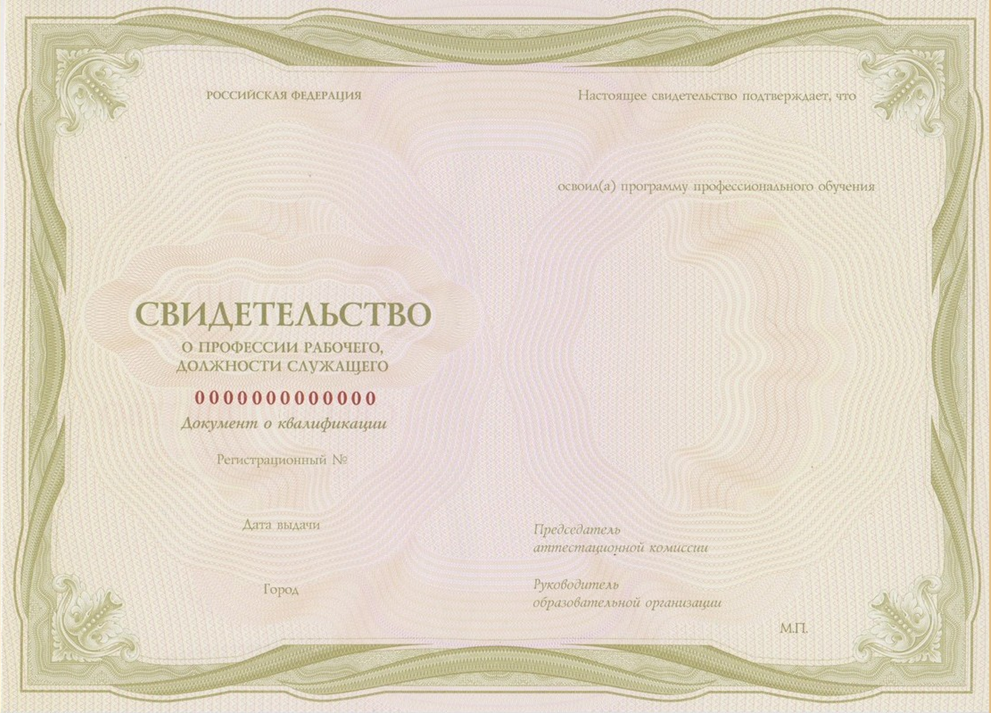 РОССИЙСКАЯ ФЕДЕРАЦИЯ
СВИДЕТЕЛЬСТВО
О ПРОФЕССИИ РАБОЧЕГО,
ДОЛЖНОСТИ СЛУЖАЩЕГО
0000000000000
Документ о квалификации
Регистрационный №
Дата выдачи
Город
Настоящее свидетельство подтверждает, что
освоил(а) программу профессионального обучения
Председатель
аттестационной комиссии
Руководитель
образовательной организации
М.П.